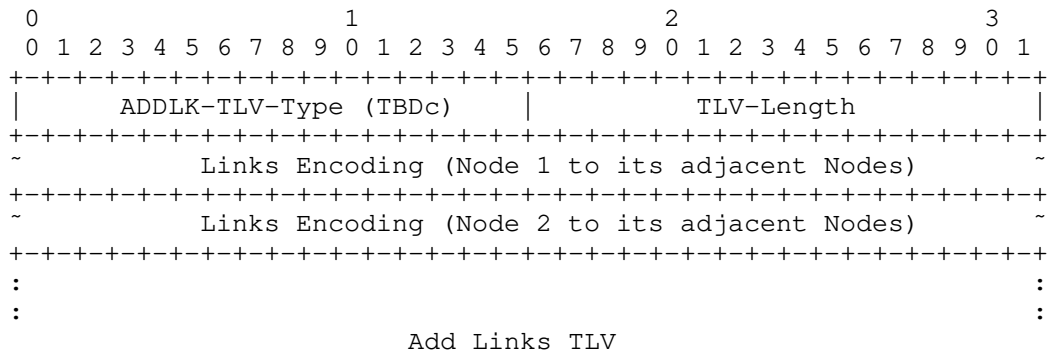 0                   1                   2                   3
 0 1 2 3 4 5 6 7 8 9 0 1 2 3 4 5 6 7 8 9 0 1 2 3 4 5 6 7 8 9 0 1
+-+-+-+-+-+-+-+-+-+-+-+-+-+-+-+-+-+-+-+-+-+-+-+-+-+-+-+-+-+-+-+-+
|      ADDLK-TLV-Type (TBDc)    |          TLV-Length           |
+-+-+-+-+-+-+-+-+-+-+-+-+-+-+-+-+-+-+-+-+-+-+-+-+-+-+-+-+-+-+-+-+
~           Links Encoding (Node 1 to its adjacent Nodes)       ~
+-+-+-+-+-+-+-+-+-+-+-+-+-+-+-+-+-+-+-+-+-+-+-+-+-+-+-+-+-+-+-+-+
~           Links Encoding (Node 2 to its adjacent Nodes)       ~
+-+-+-+-+-+-+-+-+-+-+-+-+-+-+-+-+-+-+-+-+-+-+-+-+-+-+-+-+-+-+-+-+
:                                                               :
:                                                               :
                         Add Links TLV